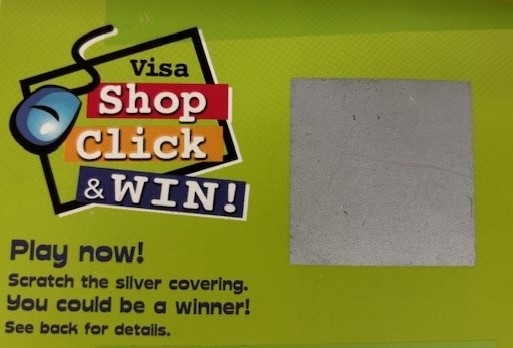 Visa
Shop
Click
& WIN!
Play now!
Scratch the silver covering.
You could be a winner!
See back for details.